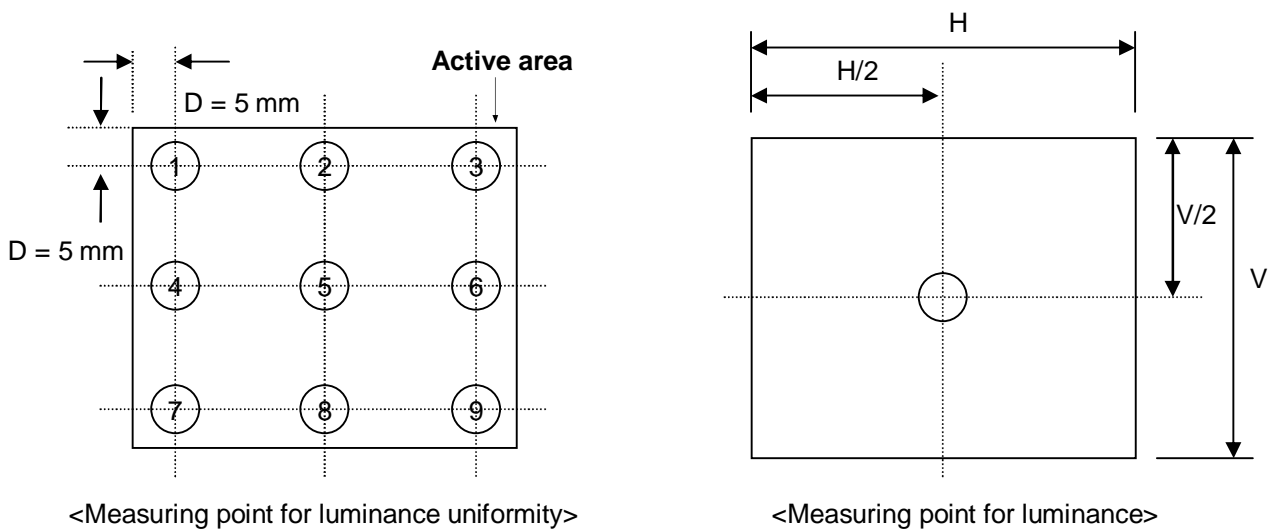 H
Active area
H/2
D = 5 mm
1 2 3
V/2
D = 5 mm
4 5 6
V
7 8 9
<Measuring point for luminance uniformity>
<Measuring point for luminance>